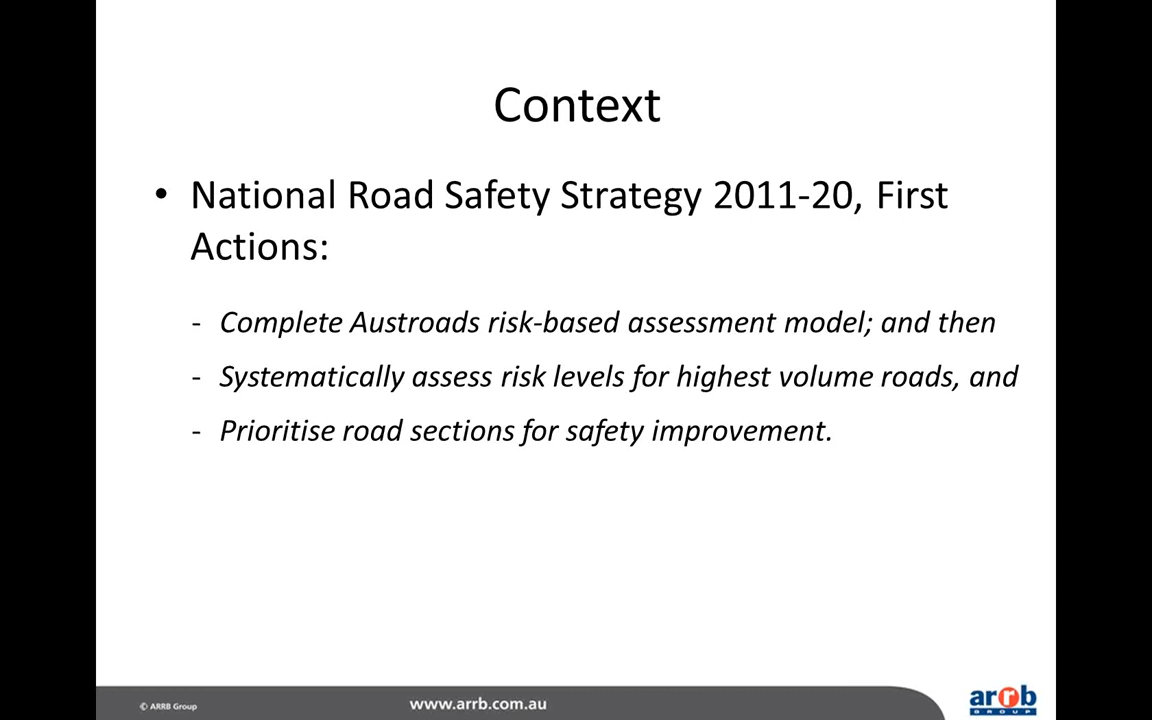 Context
• National Road Safety Strategy 2011-20, First
Actions:
- Complete Austroads risk-based assessment model; and then
- Systematically assess risk levels for highest volume roads, and
- Prioritise road sections for safety improvement.
© ARRB Group
www.arrb.com.au
arrb
GROUP